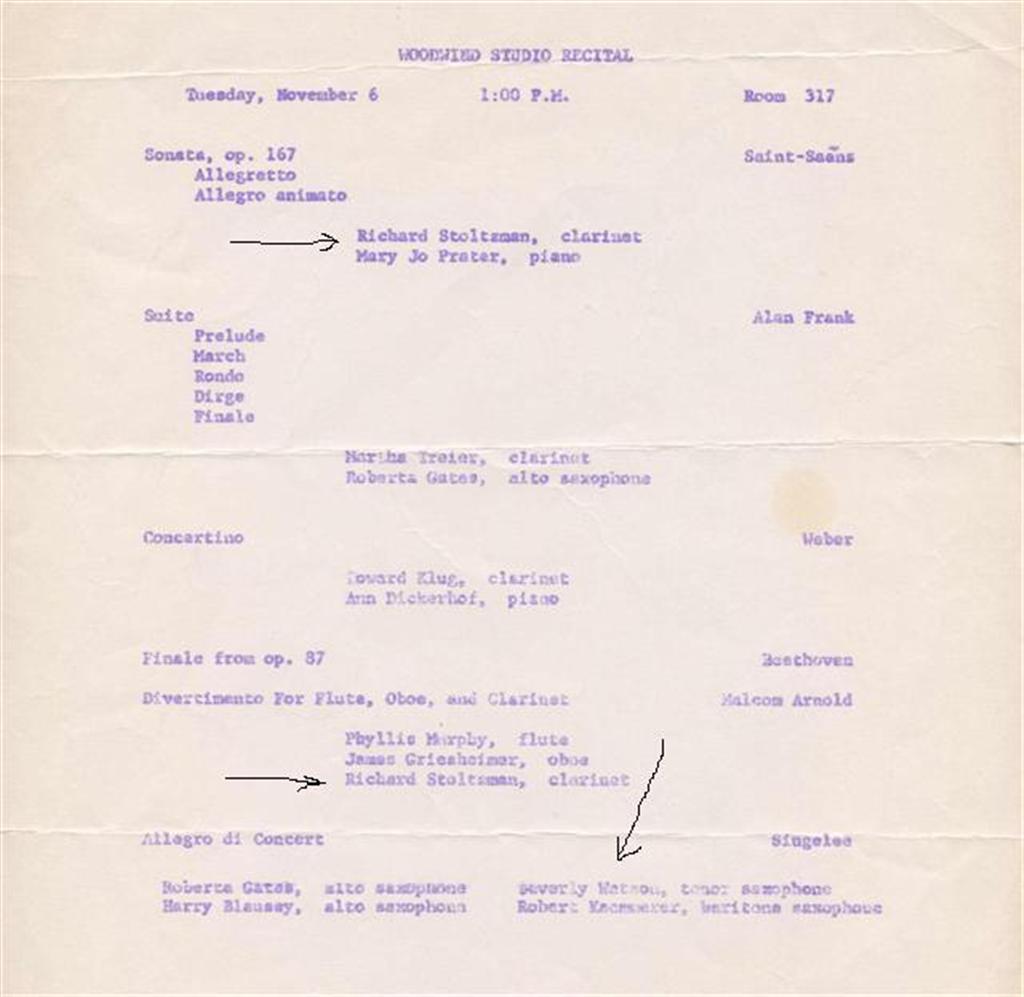 WOODWIND STUDIO RECITAL
Tuesday, November 6 1:00 P.M. Room 317
Sonata, op. 167 Saint-Saëns
Allegretto
Allegro animato
Richard Stoltzman, clarinet
Mary Jo Prater, piano
Suite Alan Frank
Prelude
March
Rondo
Dirge
Finale
Martha Treier, clarinet
Roberta Gates, alto saxophone
Concertino Weber
Howard Klug, clarinet
Ann Dickerhof, piano
Finale from op. 87 Beethoven
Divertimento For Flute, Oboe, and Clarinet Malcom Arnold
Phyllis Murphy, flute
James Griesheimer, oboe
Richard Stoltzman, clarinet
Allegro di Concert Singelee
Roberta Gates, alto saxophone Beverly Watson, tenor saxophone
Harry Blausey, alto saxophone Robert baritone saxophone